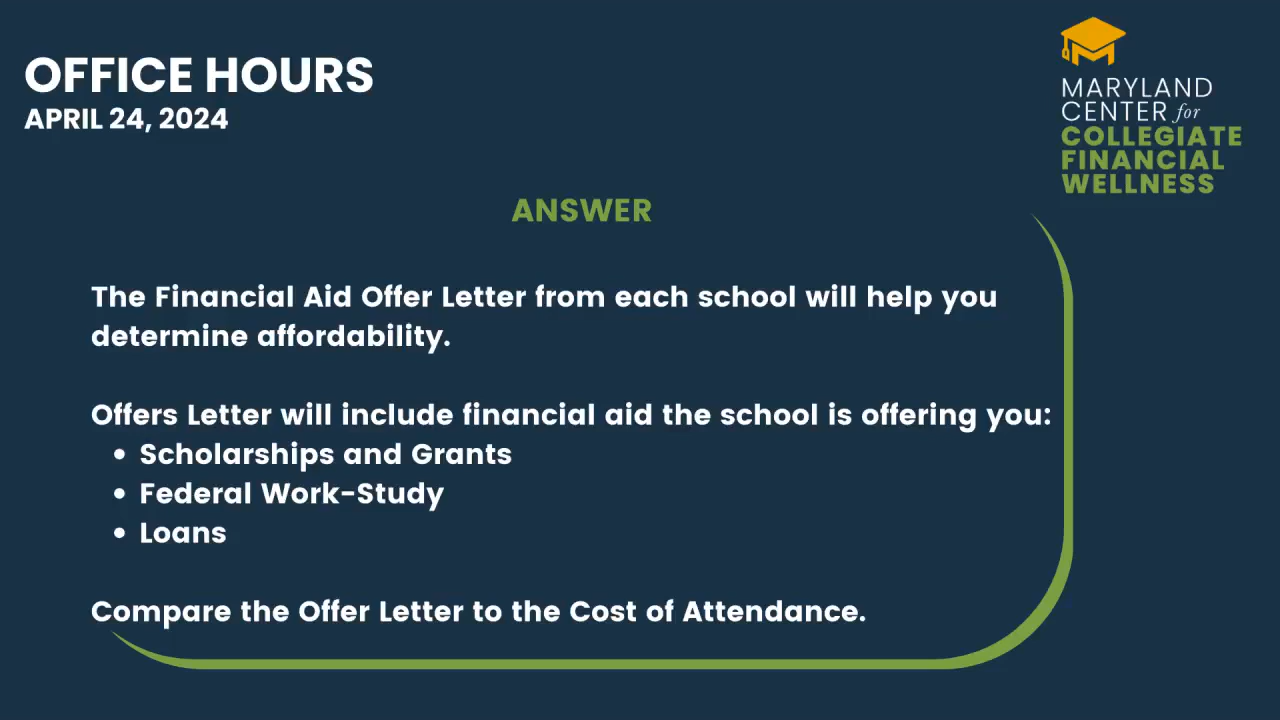 OFFICE HOURS
APRIL 24, 2024
MARYLAND
CENTER for
COLLEGIATE
FINANCIAL
WELLNESS
ANSWER
The Financial Aid Offer Letter from each school will help you
determine affordability.
Offers Letter will include financial aid the school is offering you:
• Scholarships and Grants
• Federal Work-Study
• Loans
Compare the Offer Letter to the Cost of Attendance.